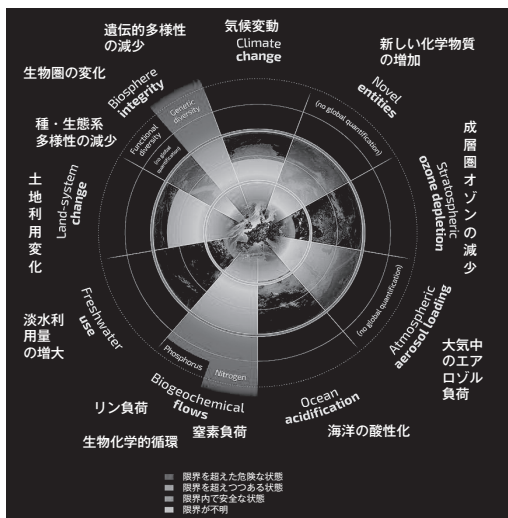 遺伝的多様性
の減少
気候変動
Climate
change
新しい化学物質
の増加
生物圏の変化
Biosphere
integrity
Genetic
diversity
Novel
entities
(no global quantification)
種・生態系
多様性の減少
Functional
diversity
(no global
quantification)
成層圏オゾンの減少
Stratospheric
ozone depletion
土地利用変化
Land-system
change
淡水利
用量
の増大
Freshwater
use
(no global quantification)
Atmospheric
aerosol loading
大気中
のエア
ロゾル
負荷
Phosphorus
Nitrogen
Biogeochemical
flows
リン負荷
窒素負荷
生物化学的循環
Ocean
acidification
海洋の酸性化
限界を超えた危険な状態
限界を超えつつある状態
限界内で安全な状態
限界が不明